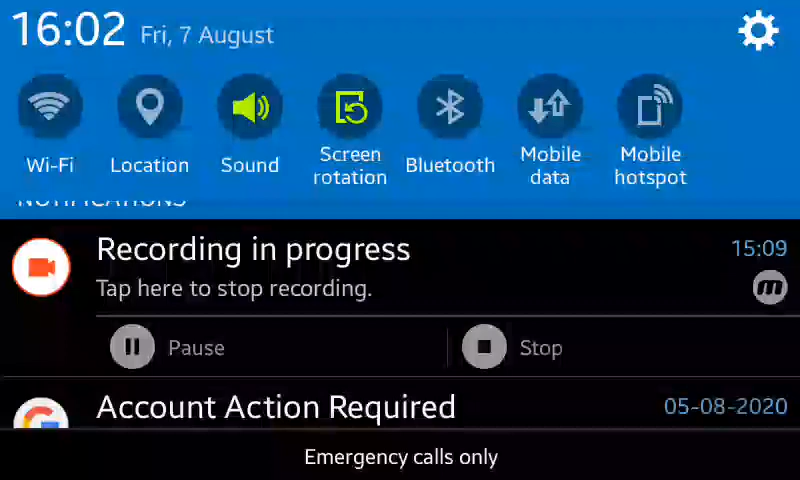 16:02 Fri, 7 August
Wi-Fi
Location
Sound
Screen
rotation
Bluetooth
Mobile
data
Mobile
hotspot
NOTIFICATIONS
Recording in progress
15:09
Tap here to stop recording.
Pause
Stop
Account Action Required
05-08-2020
Emergency calls only